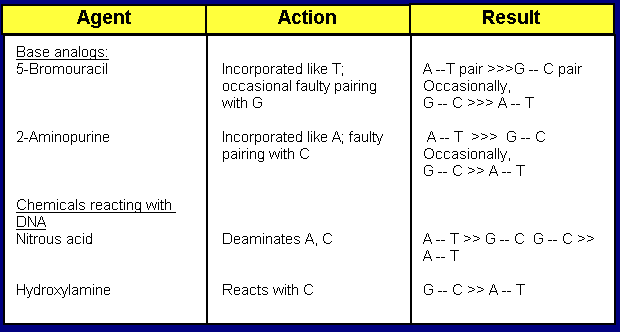 Agent Action Result
Base analogs:
5-Bromouracil Incorporated like T; A --T pair >>>G -- C pair
occasional faulty pairing Occasionally,
with G G -- C >>> A -- T
2-Aminopurine Incorporated like A; faulty A -- T >>> G -- C
pairing with C Occasionally,
G -- C >> A -- T
Chemicals reacting with
DNA
Nitrous acid Deaminates A, C A -- T >> G -- C G -- C >>
A -- T
Hydroxylamine Reacts with C G -- C >> A -- T